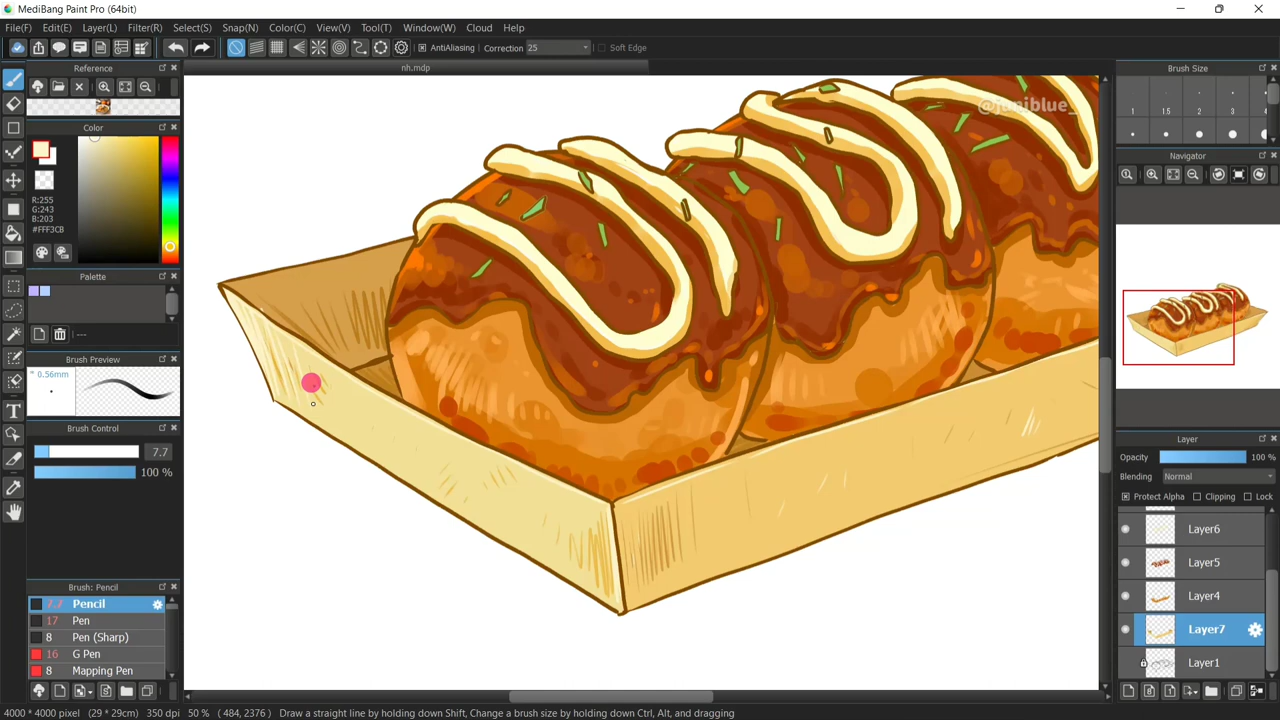 MediBang Paint Pro (64bit)
File(F) Edit(E) Layer(L) Filter(R) Select(S) Snap(N) Color(C) View(V) Tool(T) Window(W) Cloud Help
AntiAliasing Correction 25 Soft Edge
Reference
nh.mdp
Brush Size
1 1.5 2 3 4
@joniblue_
Color
R:255
G:243
B:203
#FFF3CB
Navigator
Palette
---
Brush Preview
0.56mm
Brush Control
7.7
100 %
Layer
Opacity 100 %
Blending Normal
Protect Alpha Clipping Lock
Layer6
Layer5
Layer4
Layer7
Layer1
Brush: Pencil
7.7 Pencil
17 Pen
8 Pen (Sharp)
16 G Pen
8 Mapping Pen
4000 * 4000 pixel (29 * 29cm) 350 dpi 50 % ( 484, 2376 ) Draw a straight line by holding down Shift, Change a brush size by holding down Ctrl, Alt, and dragging